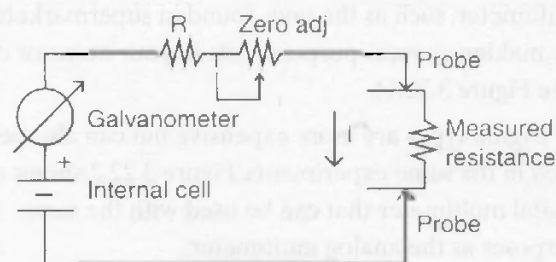 R
Zero adj
Probe
Galvanometer
Measured
resistance
I
+
Internal cell
Probe